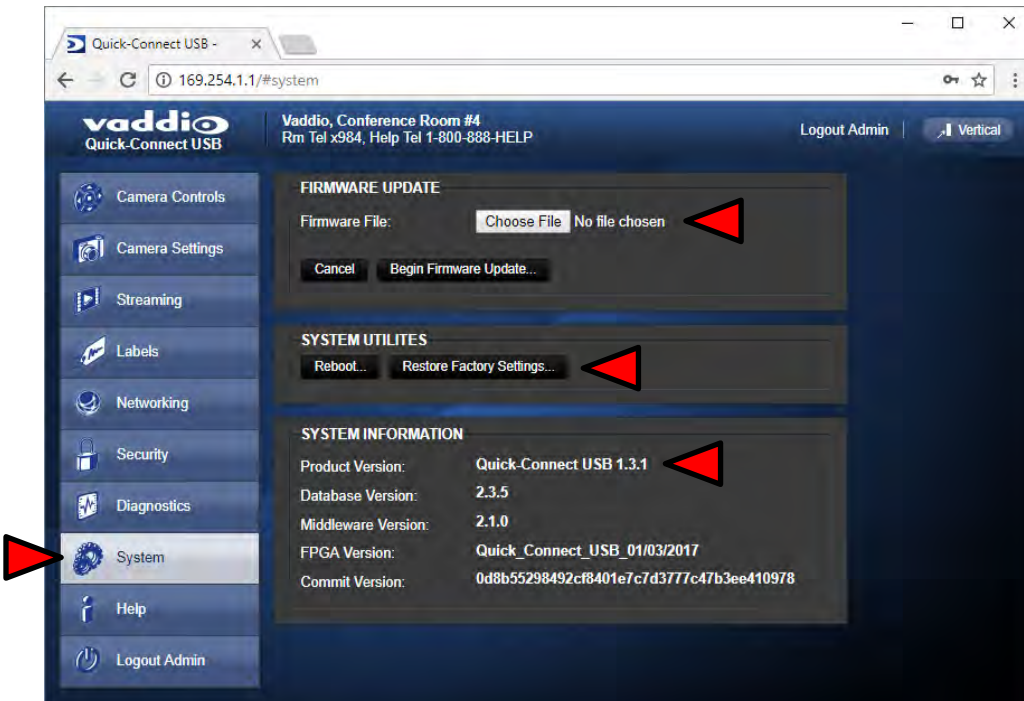 Quick-Connect USB -
169.254.1.1/#system
vaddio
Quick-Connect USB
Vaddio, Conference Room #4
Rm Tel x984, Help Tel 1-800-888-HELP
Logout Admin
Vertical
Camera Controls
Camera Settings
Streaming
Labels
Networking
Security
Diagnostics
System
Help
Logout Admin
FIRMWARE UPDATE
Firmware File: Choose File No file chosen
Cancel Begin Firmware Update...
SYSTEM UTILITES
Reboot... Restore Factory Settings...
SYSTEM INFORMATION
Product Version: Quick-Connect USB 1.3.1
Database Version: 2.3.5
Middleware Version: 2.1.0
FPGA Version: Quick_Connect_USB_01/03/2017
Commit Version: 0d8b55298492cf8401e7c7d3777c47b3ee410978